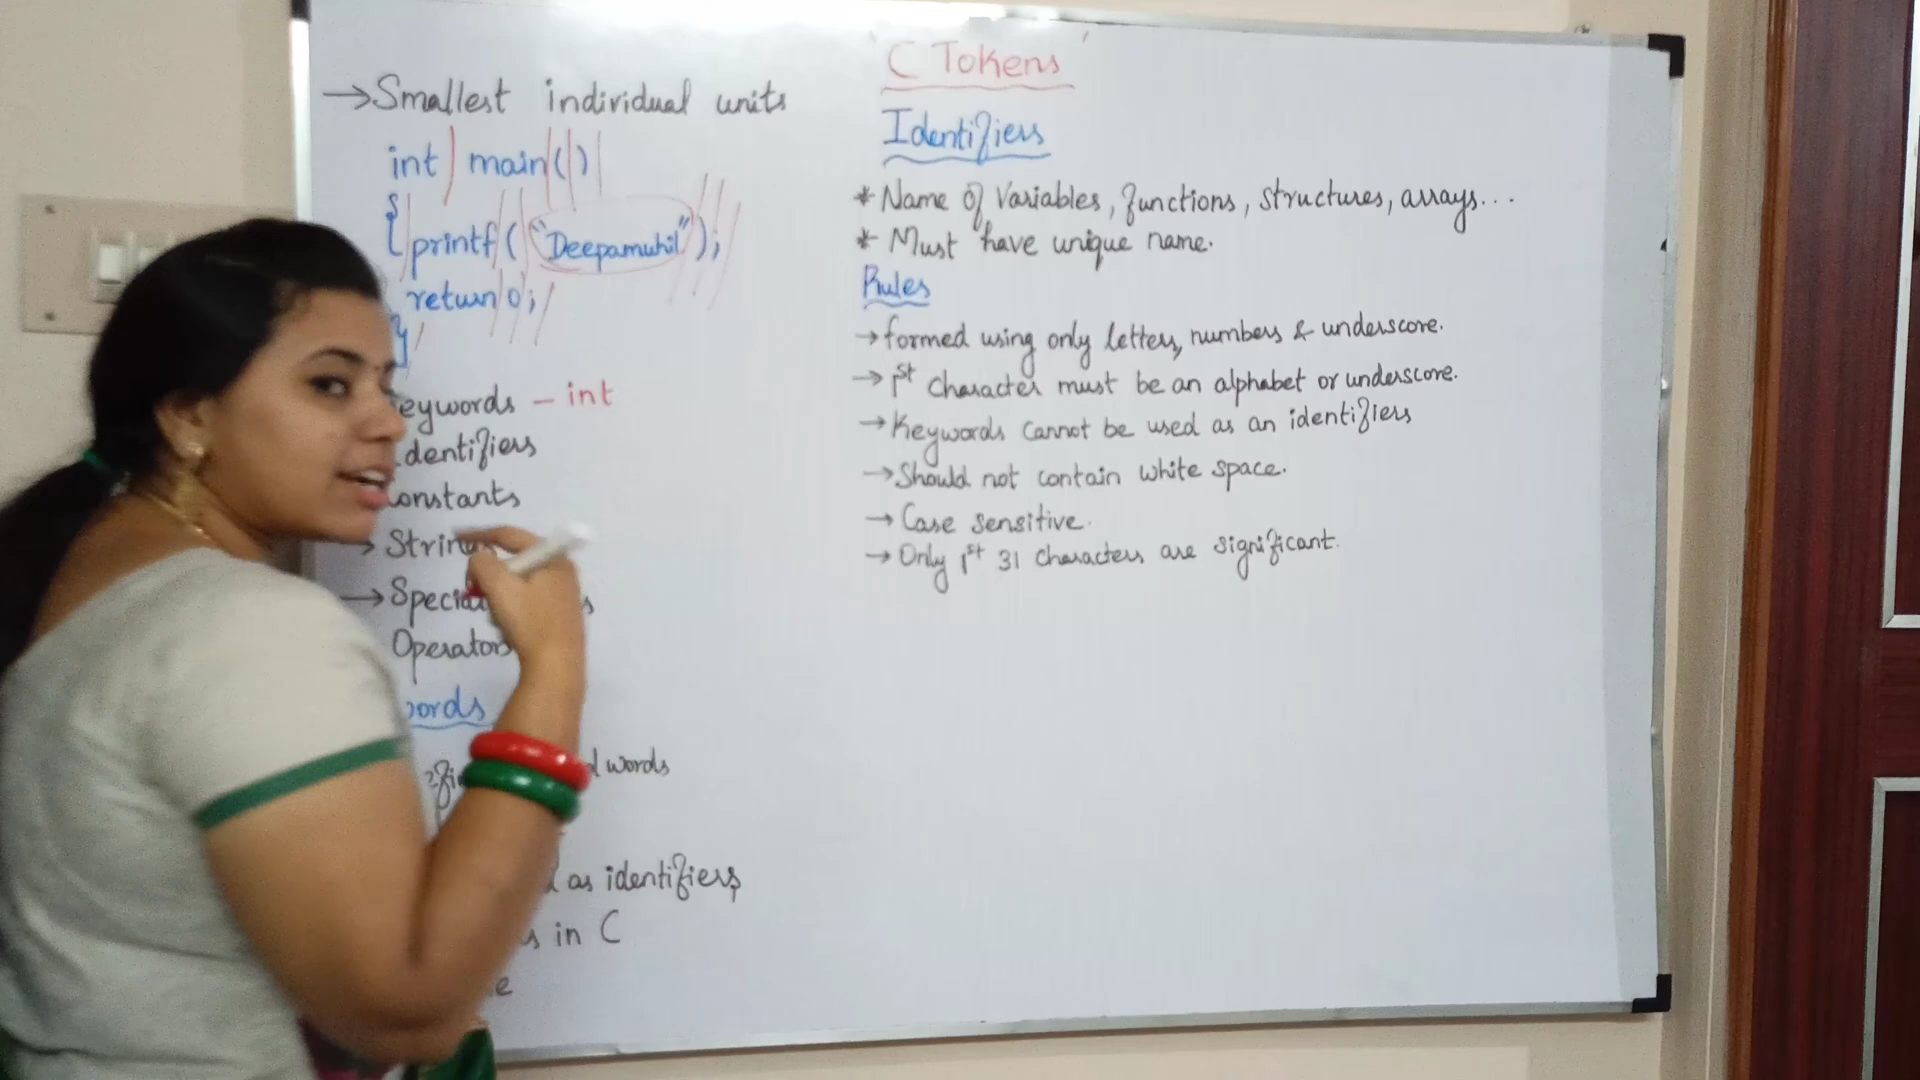 'C Tokens'
→Smallest individual units
int main()
{
printf("Deepamuhil");
return 0;
}
eywords - int
dentifiers
onstants
→ Strin
→Specia s
Operators
words
d words
d as identifiers,
s in C
e
Identifiers
* Name of Variables, functions, structures, arrays...
* Must have unique name.
Rules
→formed using only letters, numbers & underscore.
→1st Character must be an alphabet or underscore.
→Keywords cannot be used as an identifiers
→Should not contain white space.
→ Case sensitive.
→ Only 1st 31 characters are significant.